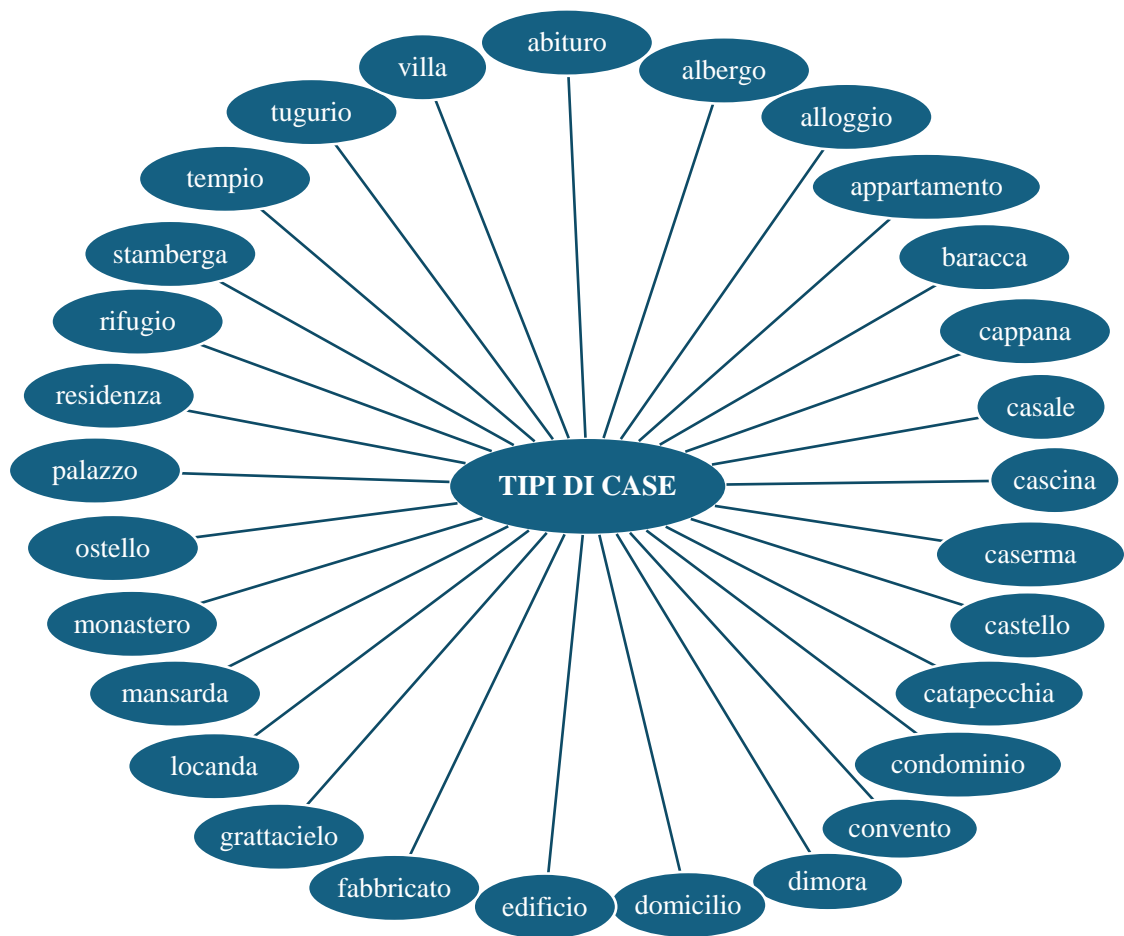 TIPI DI CASE
abituro
albergo
alloggio
appartamento
baracca
cappana
casale
cascina
caserma
castello
catapecchia
condominio
convento
dimora
domicilio
edificio
fabbricato
grattacielo
locanda
mansarda
monastero
ostello
palazzo
residenza
rifugio
stamberga
tempio
tugurio
villa